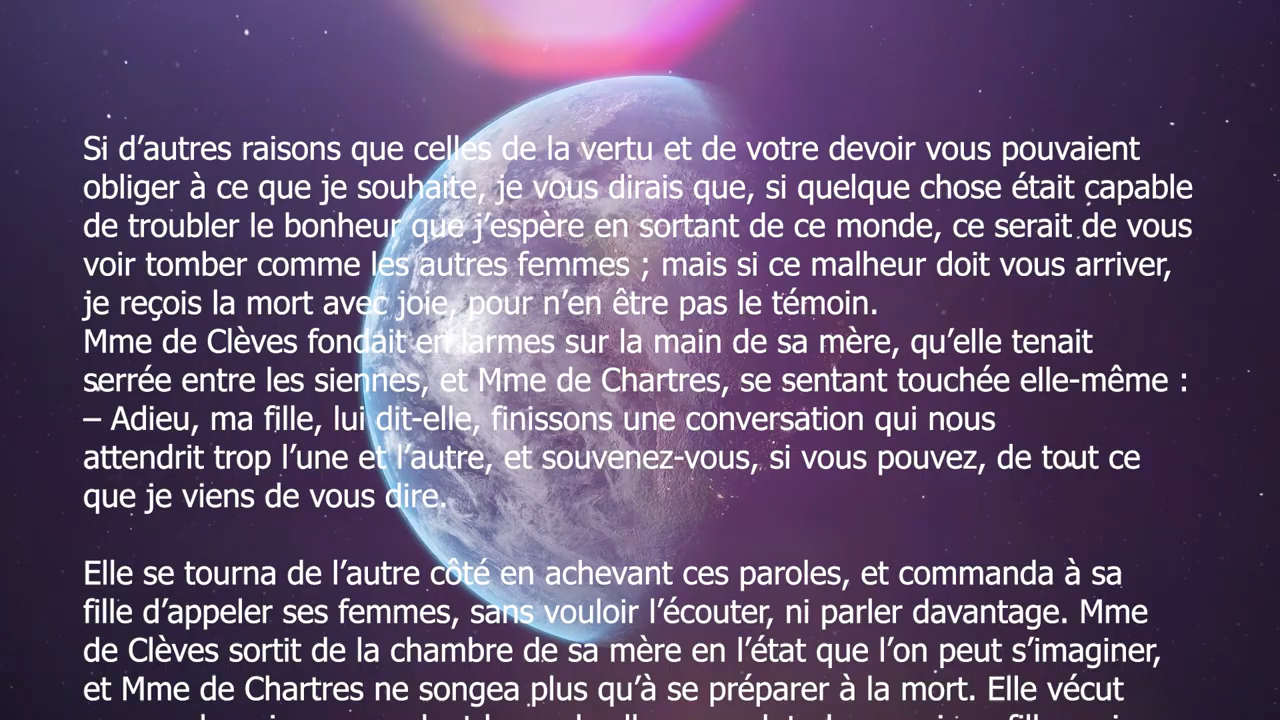 Si d’autres raisons que celles de la vertu et de votre devoir vous pouvaient
obliger à ce que je souhaite, je vous dirais que, si quelque chose était capable
de troubler le bonheur que j’espère en sortant de ce monde, ce serait de vous
voir tomber comme les autres femmes ; mais si ce malheur doit vous arriver,
je reçois la mort avec joie, pour n’en être pas le témoin.
Mme de Clèves fondait en larmes sur la main de sa mère, qu’elle tenait
serrée entre les siennes, et Mme de Chartres, se sentant touchée elle-même :
– Adieu, ma fille, lui dit-elle, finissons une conversation qui nous
attendrit trop l’une et l’autre, et souvenez-vous, si vous pouvez, de tout ce
que je viens de vous dire.
Elle se tourna de l’autre côté en achevant ces paroles, et commanda à sa
fille d’appeler ses femmes, sans vouloir l’écouter, ni parler davantage. Mme
de Clèves sortit de la chambre de sa mère en l’état que l’on peut s’imaginer,
et Mme de Chartres ne songea plus qu’à se préparer à la mort. Elle vécut